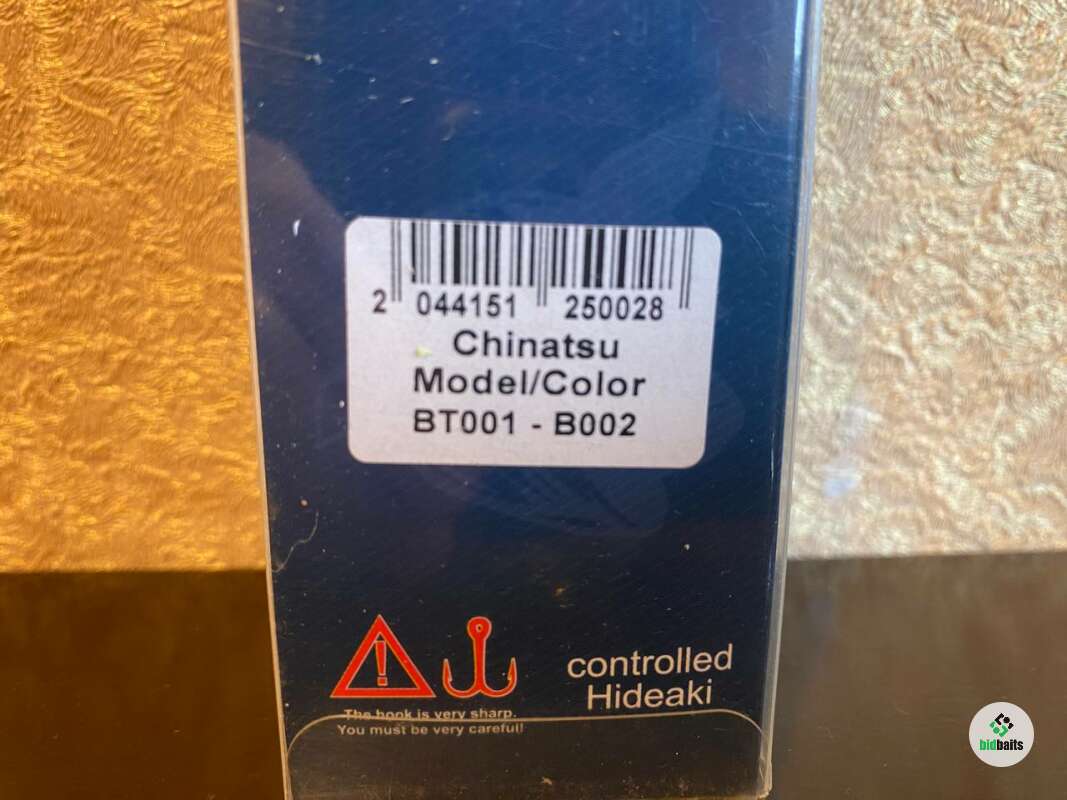 2 044151 250028
Chinatsu
Model/Color
BT001 - B002
The hook is very sharp.
You must be very careful!
controlled
Hideaki
bidbaits